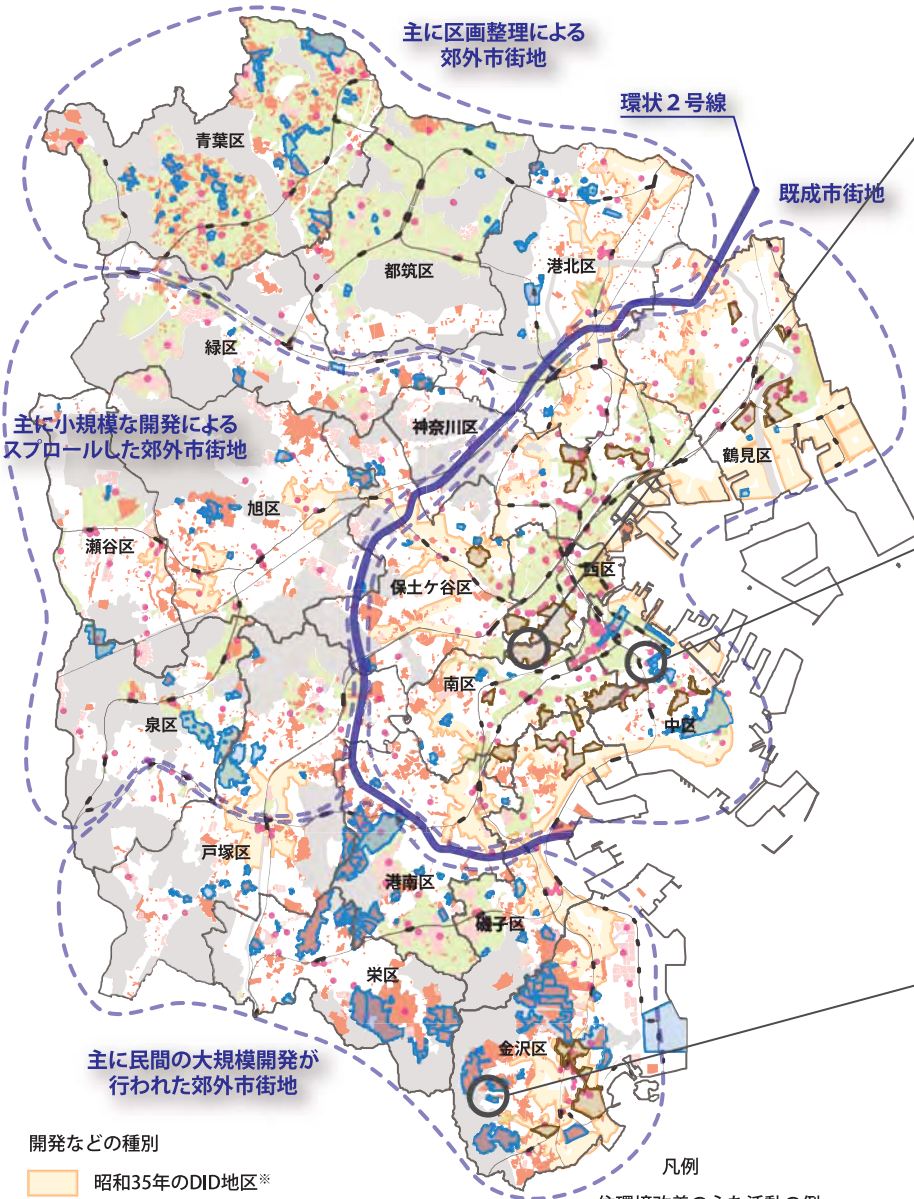 主に区画整理による
郊外市街地
環状２号線
既成市街地
青葉区
都筑区
港北区
緑区
主に小規模な開発による
スプロールした郊外市街地
神奈川区
鶴見区
旭区
瀬谷区
保土ケ谷区
西区
南区
泉区
中区
戸塚区
港南区
磯子区
栄区
金沢区
主に民間の大規模開発が
行われた郊外市街地
開発などの種別
昭和35年のDID地区※
凡例